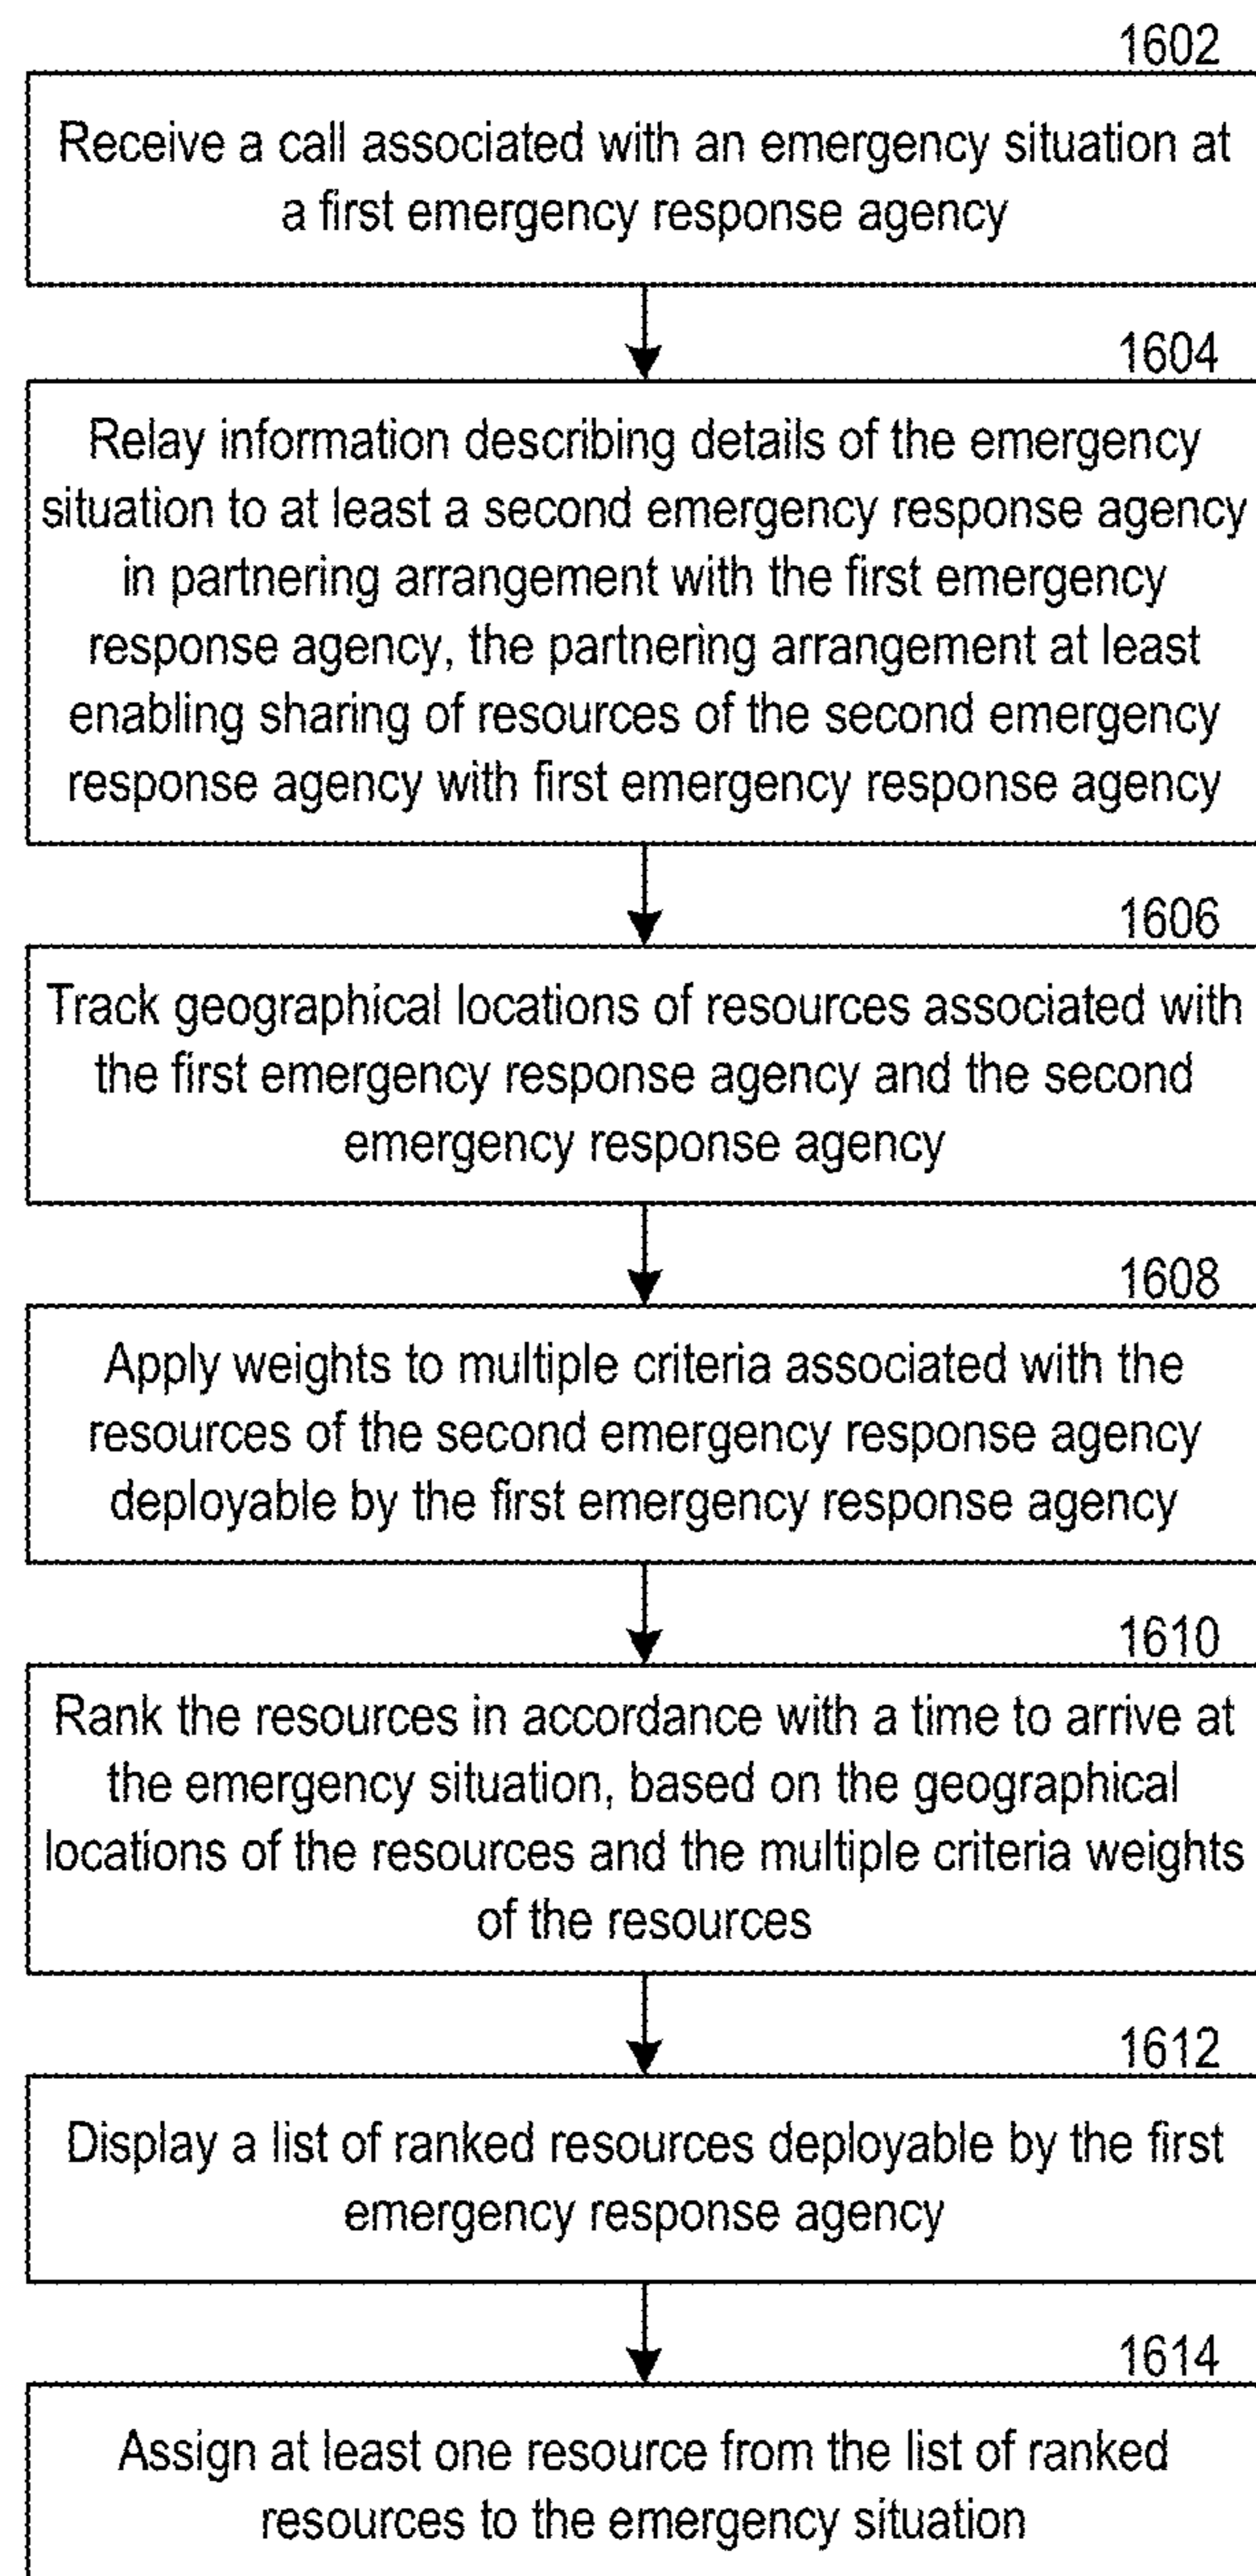 1602
Receive a call associated with an emergency situation at
a first emergency response agency
1604
Relay information describing details of the emergency
situation to at least a second emergency response agency
in partnering arrangement with the first emergency
response agency, the partnering arrangement at least
enabling sharing of resources of the second emergency
response agency with first emergency response agency
1606
Track geographical locations of resources associated with
the first emergency response agency and the second
emergency response agency
1608
Apply weights to multiple criteria associated with the
resources of the second emergency response agency
deployable by the first emergency response agency
1610
Rank the resources in accordance with a time to arrive at
the emergency situation, based on the geographical
locations of the resources and the multiple criteria weights
of the resources
1612
Display a list of ranked resources deployable by the first
emergency response agency
1614
Assign at least one resource from the list of ranked
resources to the emergency situation